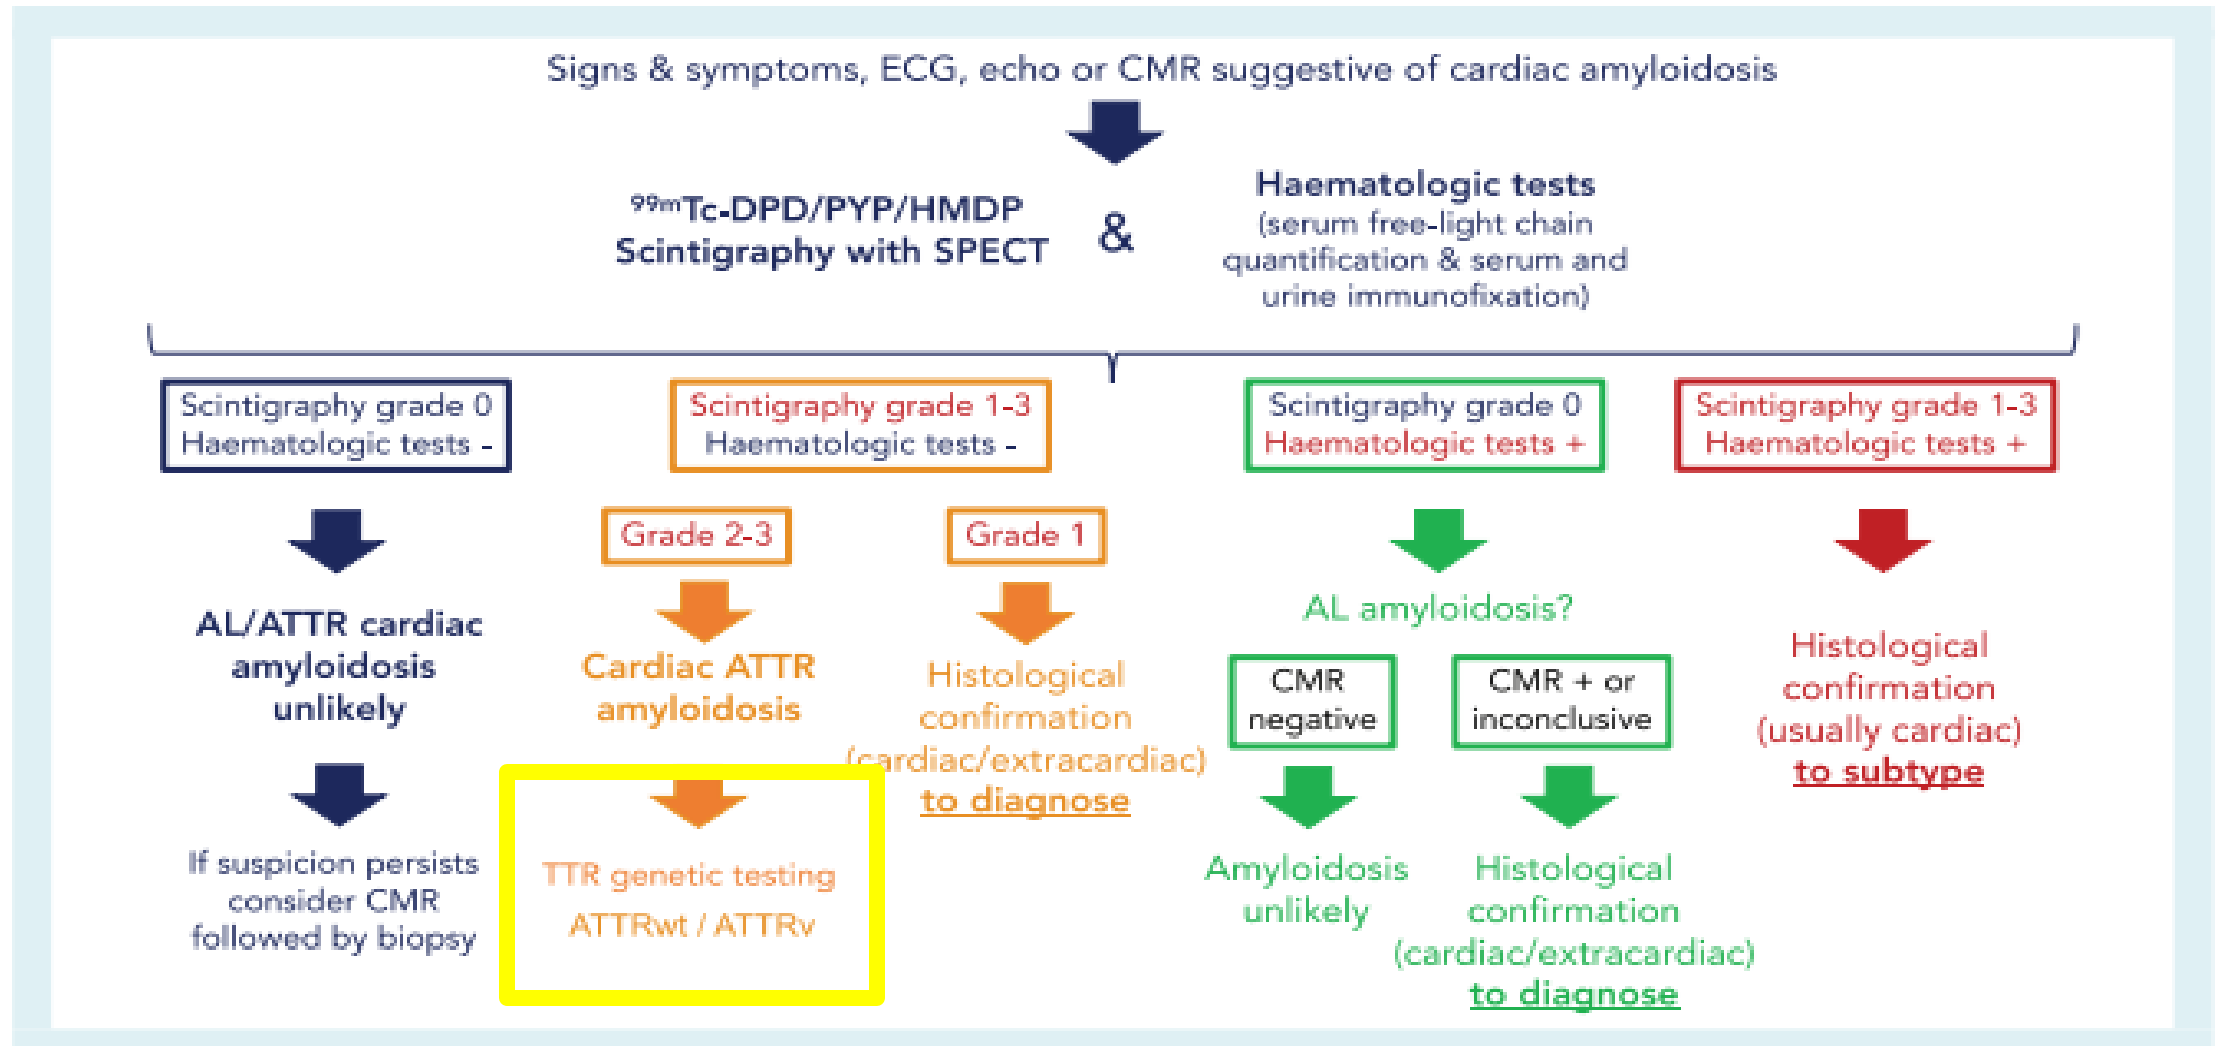 Signs & symptoms, ECG, echo or CMR suggestive of cardiac amyloidosis
⁹⁹ᵐTc-DPD/PYP/HMDP
Scintigraphy with SPECT
&
Haematologic tests
(serum free-light chain
quantification & serum and
urine immunofixation)
Scintigraphy grade 0
Haematologic tests -
Scintigraphy grade 1-3
Haematologic tests -
Scintigraphy grade 0
Haematologic tests +
Scintigraphy grade 1-3
Haematologic tests +
AL/ATTR cardiac
amyloidosis
unlikely
If suspicion persists
consider CMR
followed by biopsy
Grade 2-3
Cardiac ATTR
amyloidosis
TTR genetic testing
ATTRwt / ATTRv
Grade 1
Histological
confirmation
(cardiac/extracardiac)
to diagnose
AL amyloidosis?
CMR
negative
Amyloidosis
unlikely
CMR + or
inconclusive
Histological
confirmation
(cardiac/extracardiac)
to diagnose
Histological
confirmation
(usually cardiac)
to subtype